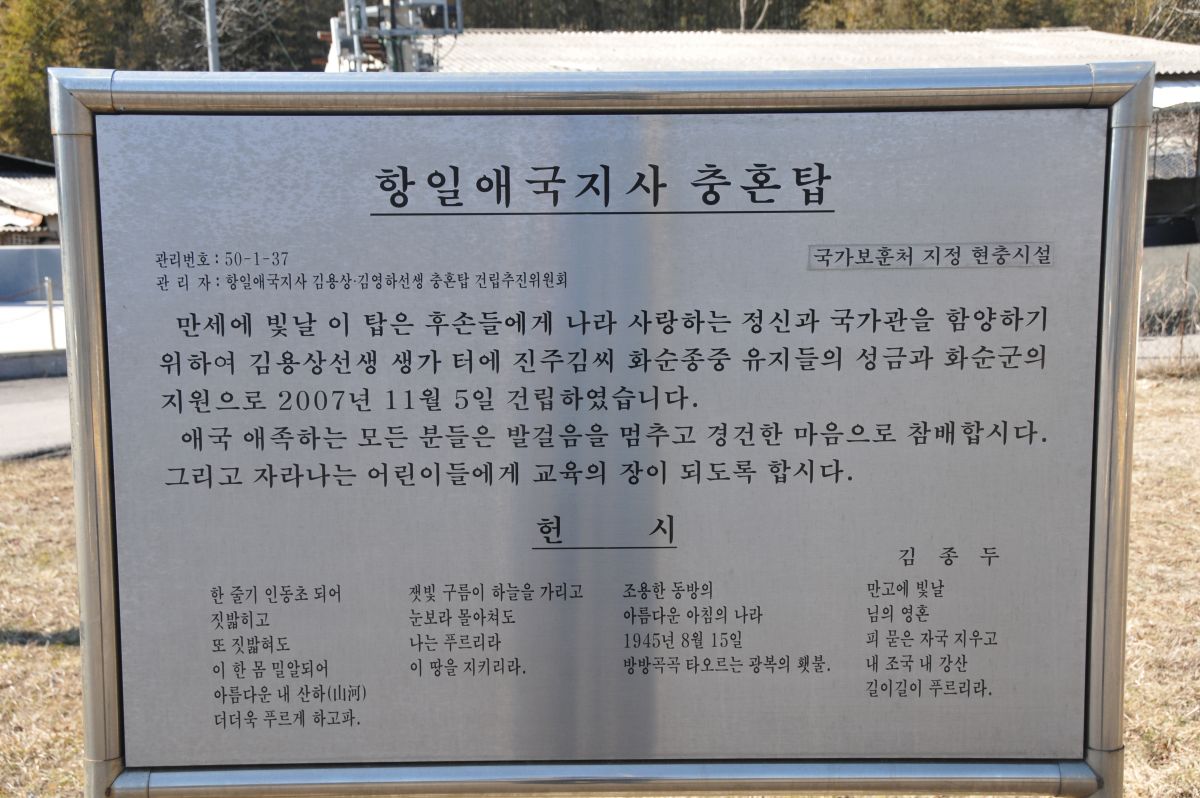 항일애국지사 충혼탑
관리번호 : 50-1-37
국가보훈처 지정 현충시설
관 리 자 : 항일애국지사 김용상·김영하선생 충혼탑 건립추진위원회
만세에 빛날 이 탑은 후손들에게 나라 사랑하는 정신과 국가관을 함양하기
위하여 김용상선생 생가 터에 진주김씨 화순종중 유지들의 성금과 화순군의
지원으로 2007년 11월 5일 건립하였습니다.
애국 애족하는 모든 분들은 발걸음을 멈추고 경건한 마음으로 참배합시다.
그리고 자라나는 어린이들에게 교육의 장이 되도록 합시다.
헌 시
김 종 두
한 줄기 인동초 되어
짓밟히고
또 짓밟혀도
이 한 몸 밀알되어
아름다운 내 산하(山河)
더더욱 푸르게 하고파.
잿빛 구름이 하늘을 가리고
눈보라 몰아쳐도
나는 푸르리라
이 땅을 지키리라.
조용한 동방의
아름다운 아침의 나라
1945년 8월 15일
방방곡곡 타오르는 광복의 횃불.
만고에 빛날
님의 영혼
피 묻은 자국 지우고
내 조국 내 강산
길이길이 푸르리라.